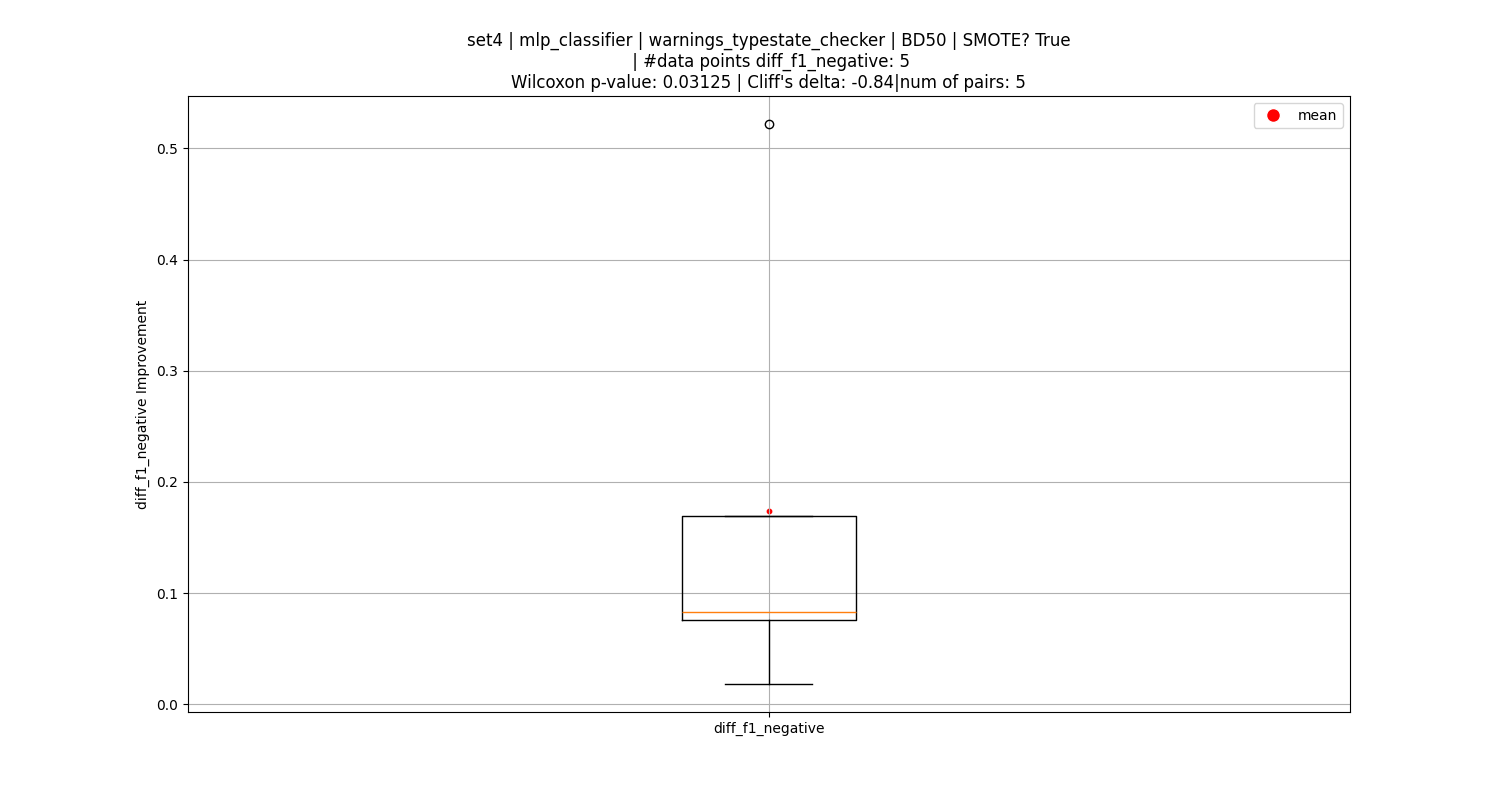 set4 | mlp_classifier | warnings_typestate_checker | BD50 | SMOTE? True
| #data points diff_f1_negative: 5
Wilcoxon p-value: 0.03125 | Cliff's delta: -0.84|num of pairs: 5
mean
0.5
0.4
0.3
0.2
0.1
0.0
diff_f1_negative Improvement
diff_f1_negative